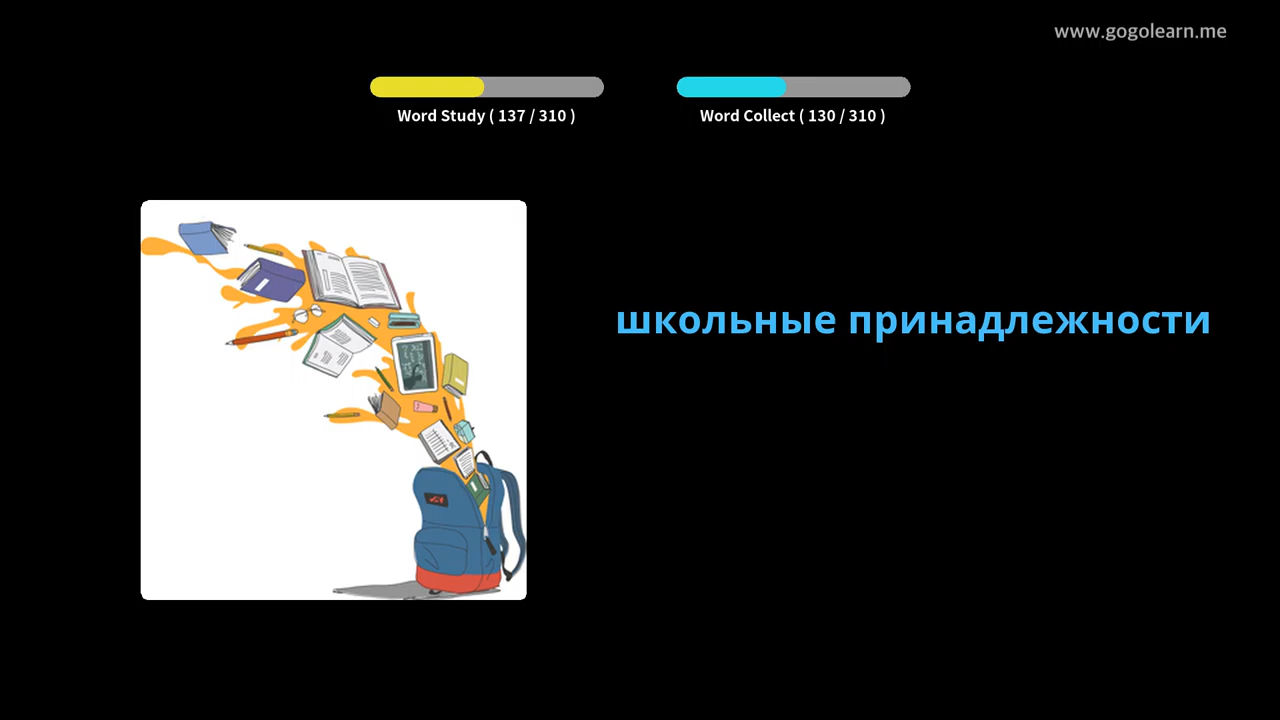 www.gogolearn.me
Word Study ( 137 / 310 )
Word Collect ( 130 / 310 )
школьные принадлежности